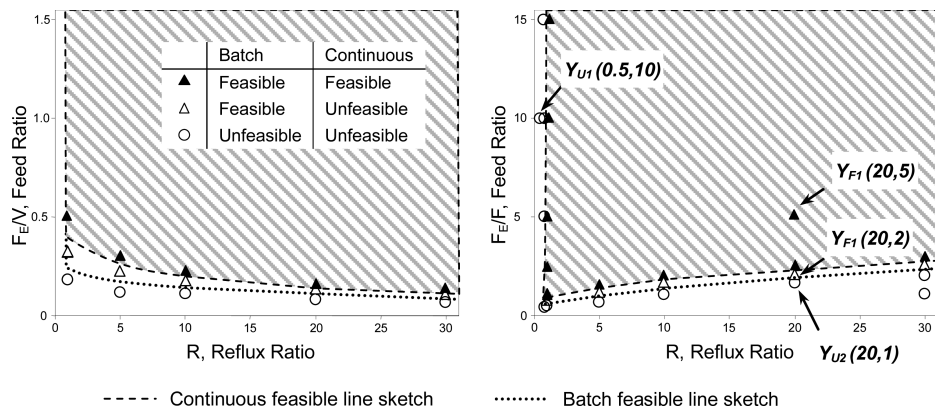 1.5
1.0
0.5
0
F_E/V, Feed Ratio
0 5 10 15 20 25 30
R, Reflux Ratio
Batch Continuous
Feasible Feasible
Feasible Unfeasible
Unfeasible Unfeasible
15
10
5
0
F_E/F, Feed Ratio
0 5 10 15 20 25 30
R, Reflux Ratio
Y_U1 (0.5,10)
Y_F1 (20,5)
Y_F1 (20,2)
Y_U2 (20,1)
Continuous feasible line sketch
Batch feasible line sketch